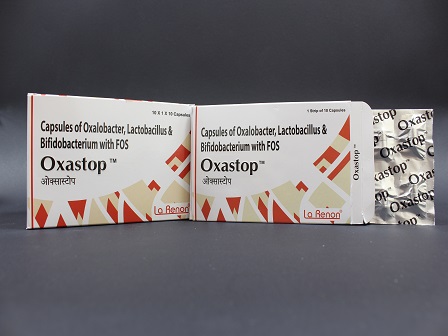 10 X 1 X 10 Capsules
Capsules of Oxalobacter, Lactobacillus &
Bifidobacterium with FOS
Oxastop™
ओक्सास्टोप
La Renon®
1 Strip of 10 Capsules
Capsules of Oxalobacter, Lactobacillus &
Bifidobacterium with FOS
Oxastop™
ओक्सास्टोप
La Renon®
Oxastop™
Oxastop
Oxastop
Oxastop
Oxastop